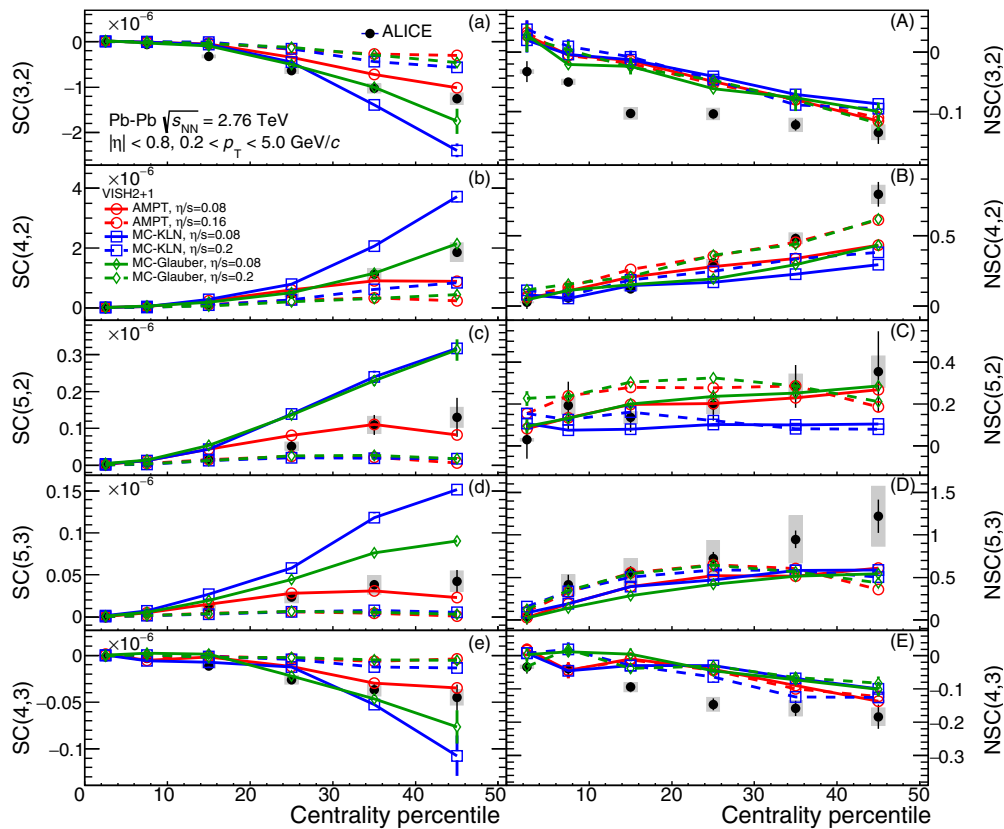 ×10⁻⁶
ALICE
(a)
(A)
0
−1
−2
SC(3,2)
Pb-Pb √sNN = 2.76 TeV
|η| < 0.8, 0.2 < pT < 5.0 GeV/c
0
−0.1
NSC(3,2)
×10⁻⁶
(b)
(B)
4
2
0
SC(4,2)
VISH2+1
AMPT, η/s=0.08
AMPT, η/s=0.16
MC-KLN, η/s=0.08
MC-KLN, η/s=0.2
MC-Glauber, η/s=0.08
MC-Glauber, η/s=0.2
0.5
0
NSC(4,2)
×10⁻⁶
(c)
(C)
0.3
0.2
0.1
0
SC(5,2)
0.4
0.2
0
NSC(5,2)
×10⁻⁶
(d)
(D)
0.15
0.1
0.05
0
SC(5,3)
1.5
1
0.5
0
NSC(5,3)
×10⁻⁶
(e)
(E)
0
−0.05
−0.1
SC(4,3)
0
−0.1
−0.2
−0.3
NSC(4,3)
0 10 20 30 40 50
10 20 30 40 50
Centrality percentile
Centrality percentile